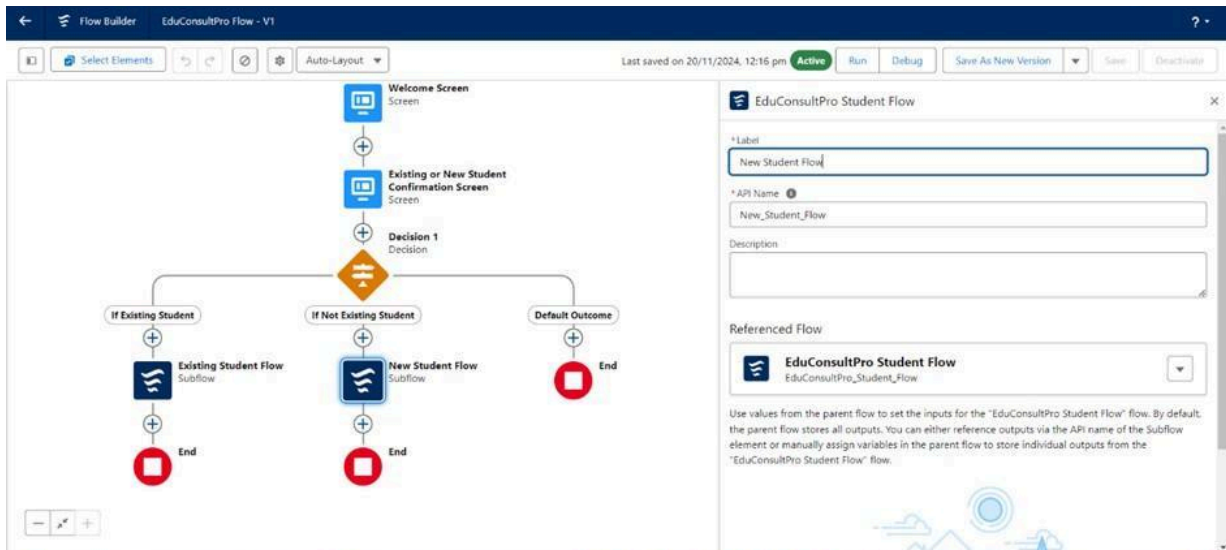 Flow Builder EduConsultPro Flow - V1 ?
Select Elements Auto-Layout Last saved on 20/11/2024, 12:16 pm Active Run Debug Save As New Version Save Deactivate
Welcome Screen
Screen
Existing or New Student
Confirmation Screen
Screen
Decision 1
Decision
If Existing Student If Not Existing Student Default Outcome
Existing Student Flow
Subflow
New Student Flow
Subflow
End
End
End
EduConsultPro Student Flow
*Label
New Student Flow
*API Name
New_Student_Flow
Description
Referenced Flow
EduConsultPro Student Flow
EduConsultPro_Student_Flow
Use values from the parent flow to set the inputs for the "EduConsultPro Student Flow" flow. By default,
the parent flow stores all outputs. You can either reference outputs via the API name of the Subflow
element or manually assign variables in the parent flow to store individual outputs from the
"EduConsultPro Student Flow" flow.